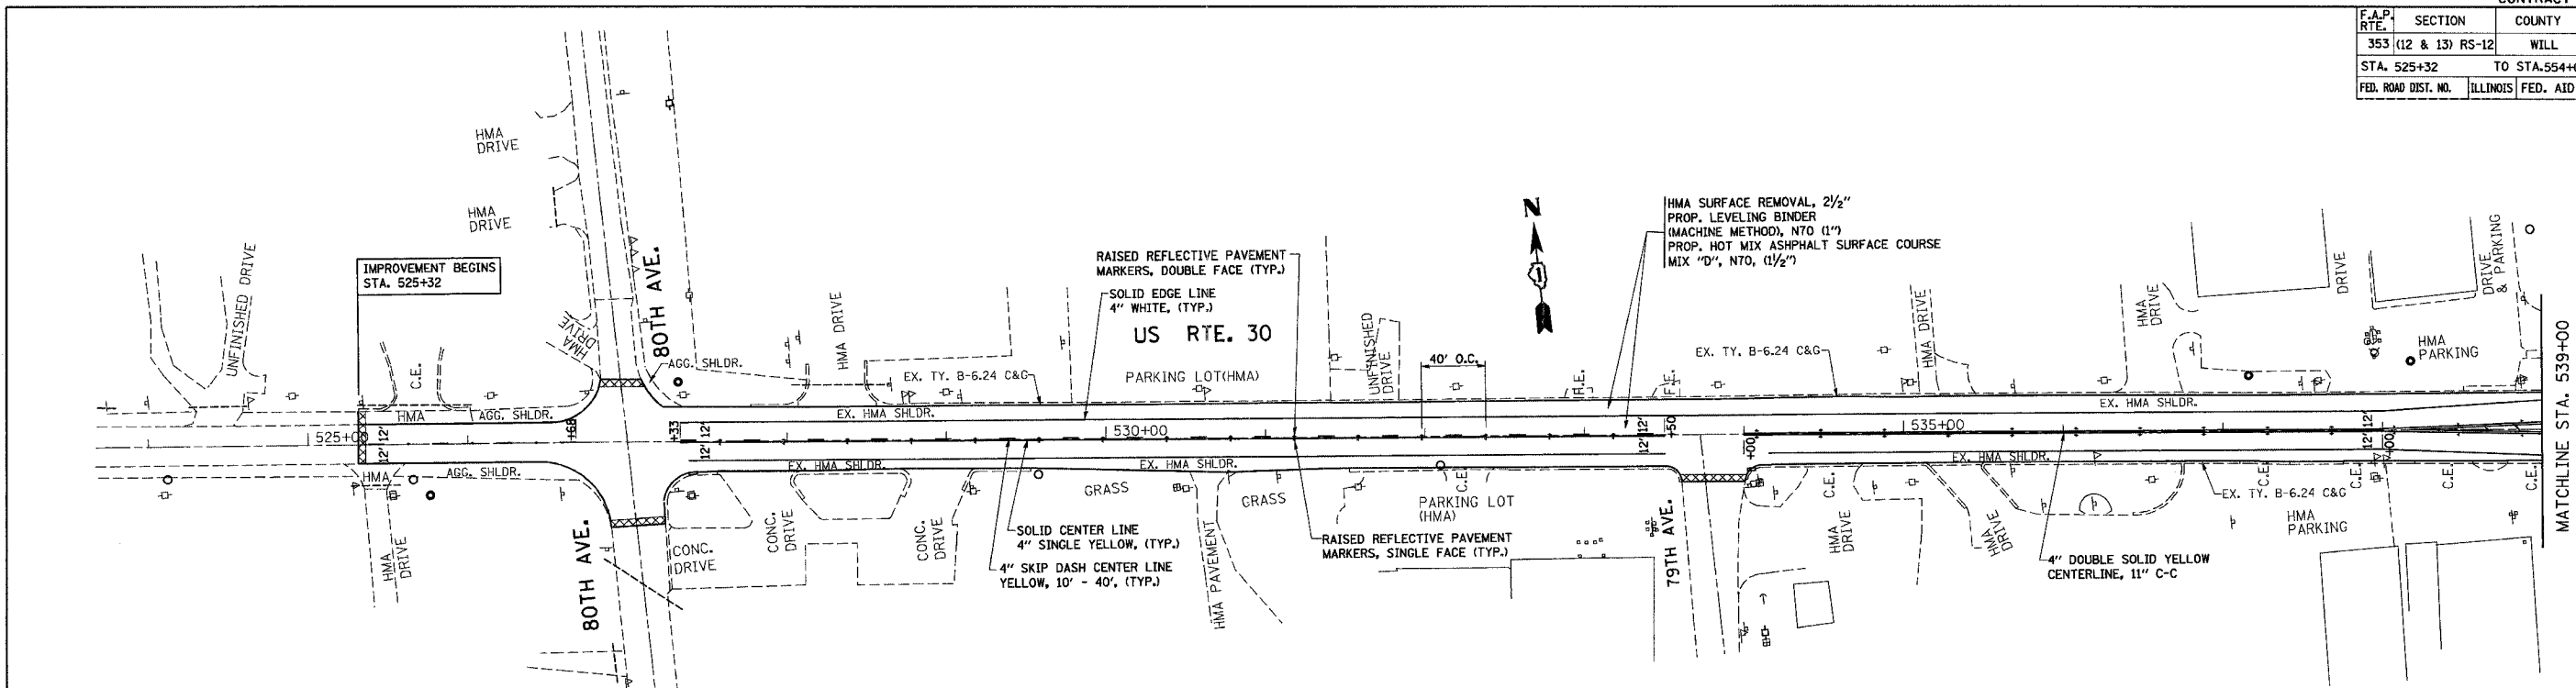 CONTRACT
F.A.P. RTE. SECTION COUNTY
353 (12 & 13) RS-12 WILL
STA. 525+32 TO STA.554+
FED. ROAD DIST. NO. ILLINOIS FED. AID
HMA DRIVE
HMA DRIVE
UNFINISHED DRIVE
IMPROVEMENT BEGINS
STA. 525+32
C.E.
HMA DRIVE
80TH AVE.
AGG. SHLDR.
HMA DRIVE
RAISED REFLECTIVE PAVEMENT
MARKERS, DOUBLE FACE (TYP.)
SOLID EDGE LINE
4" WHITE, (TYP.)
US RTE. 30
EX. TY. B-6.24 C&G
PARKING LOT(HMA)
UNFINISHED DRIVE
40' O.C.
N
HMA SURFACE REMOVAL, 2½"
PROP. LEVELING BINDER
(MACHINE METHOD), N70 (1")
PROP. HOT MIX ASHPHALT SURFACE COURSE
MIX "D", N70, (1½")
F.E.
F.E.
EX. TY. B-6.24 C&G
HMA DRIVE
HMA DRIVE
DRIVE
DRIVE & PARKING
HMA PARKING
MATCHLINE STA. 539+00
HMA
AGG. SHLDR.
EX. HMA SHLDR.
EX. HMA SHLDR.
525+00
12' 12'
+68
+33
12' 12'
530+00
12' 12'
+50
+00
535+00
12' 12'
+00
HMA
AGG. SHLDR.
EX. HMA SHLDR.
EX. HMA SHLDR.
EX. HMA SHLDR.
HMA DRIVE
80TH AVE.
CONC. DRIVE
CONC. DRIVE
CONC. DRIVE
SOLID CENTER LINE
4" SINGLE YELLOW, (TYP.)
4" SKIP DASH CENTER LINE
YELLOW, 10' - 40', (TYP.)
GRASS
HMA PAVEMENT
GRASS
RAISED REFLECTIVE PAVEMENT
MARKERS, SINGLE FACE (TYP.)
PARKING LOT
(HMA)
C.E.
79TH AVE.
C.E.
HMA DRIVE
HMA DRIVE
4" DOUBLE SOLID YELLOW
CENTERLINE, 11" C-C
EX. TY. B-6.24 C&G
C.E.
C.E.
C.E.
C.E.
HMA
PARKING